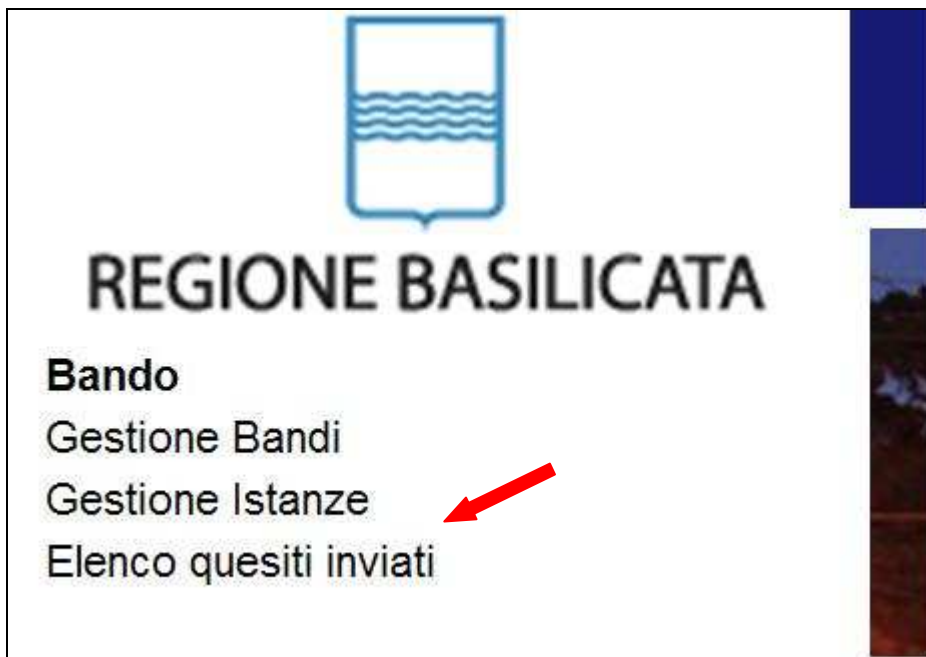 REGIONE BASILICATA
Bando
Gestione Bandi
Gestione Istanze
Elenco quesiti inviati